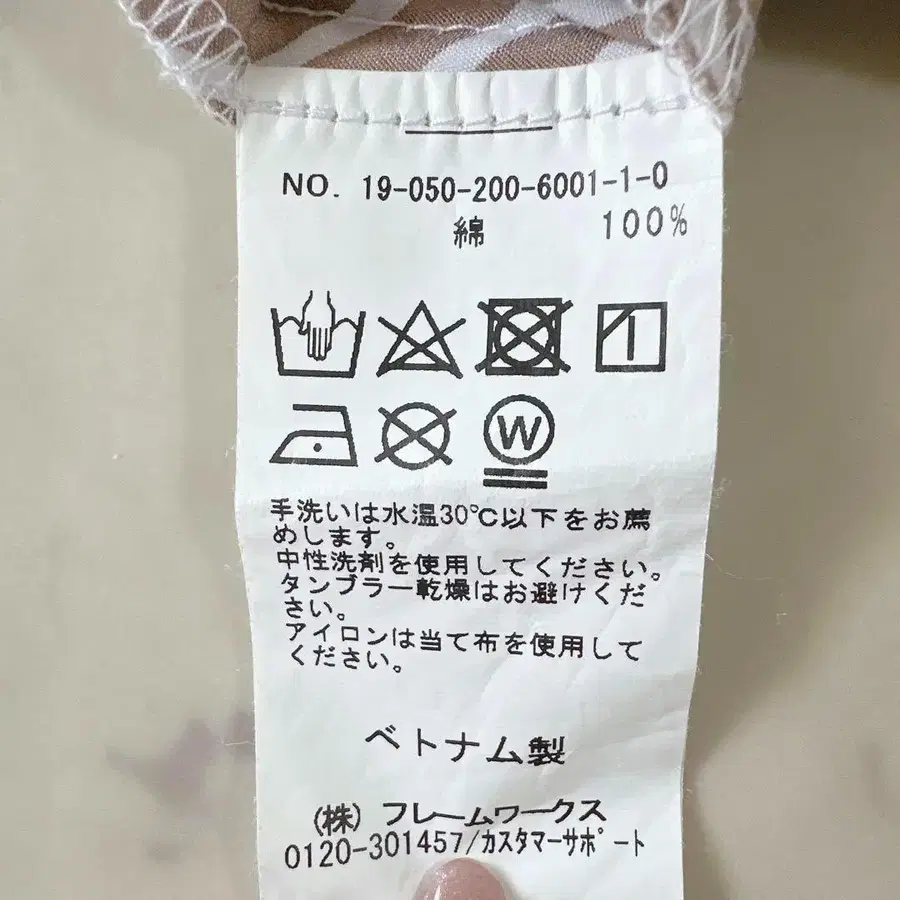 NO. 19-050-200-6001-1-0
綿 100%
W
手洗いは水温30℃以下をお薦
めします。
中性洗剤を使用してください。
タンブラー乾燥はお避けくだ
さい。
アイロンは当て布を使用して
ください。
ベトナム製
(株) フレームワークス
0120-301457/カスタマーサポート